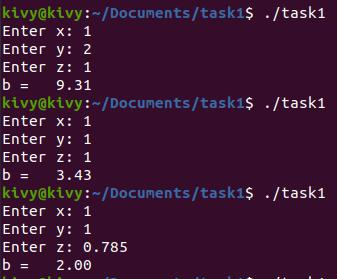 kivy@kivy:~/Documents/task1$ ./task1
Enter x: 1
Enter y: 2
Enter z: 1
b =   9.31
kivy@kivy:~/Documents/task1$ ./task1
Enter x: 1
Enter y: 1
Enter z: 1
b =   3.43
kivy@kivy:~/Documents/task1$ ./task1
Enter x: 1
Enter y: 1
Enter z: 0.785
b =   2.00